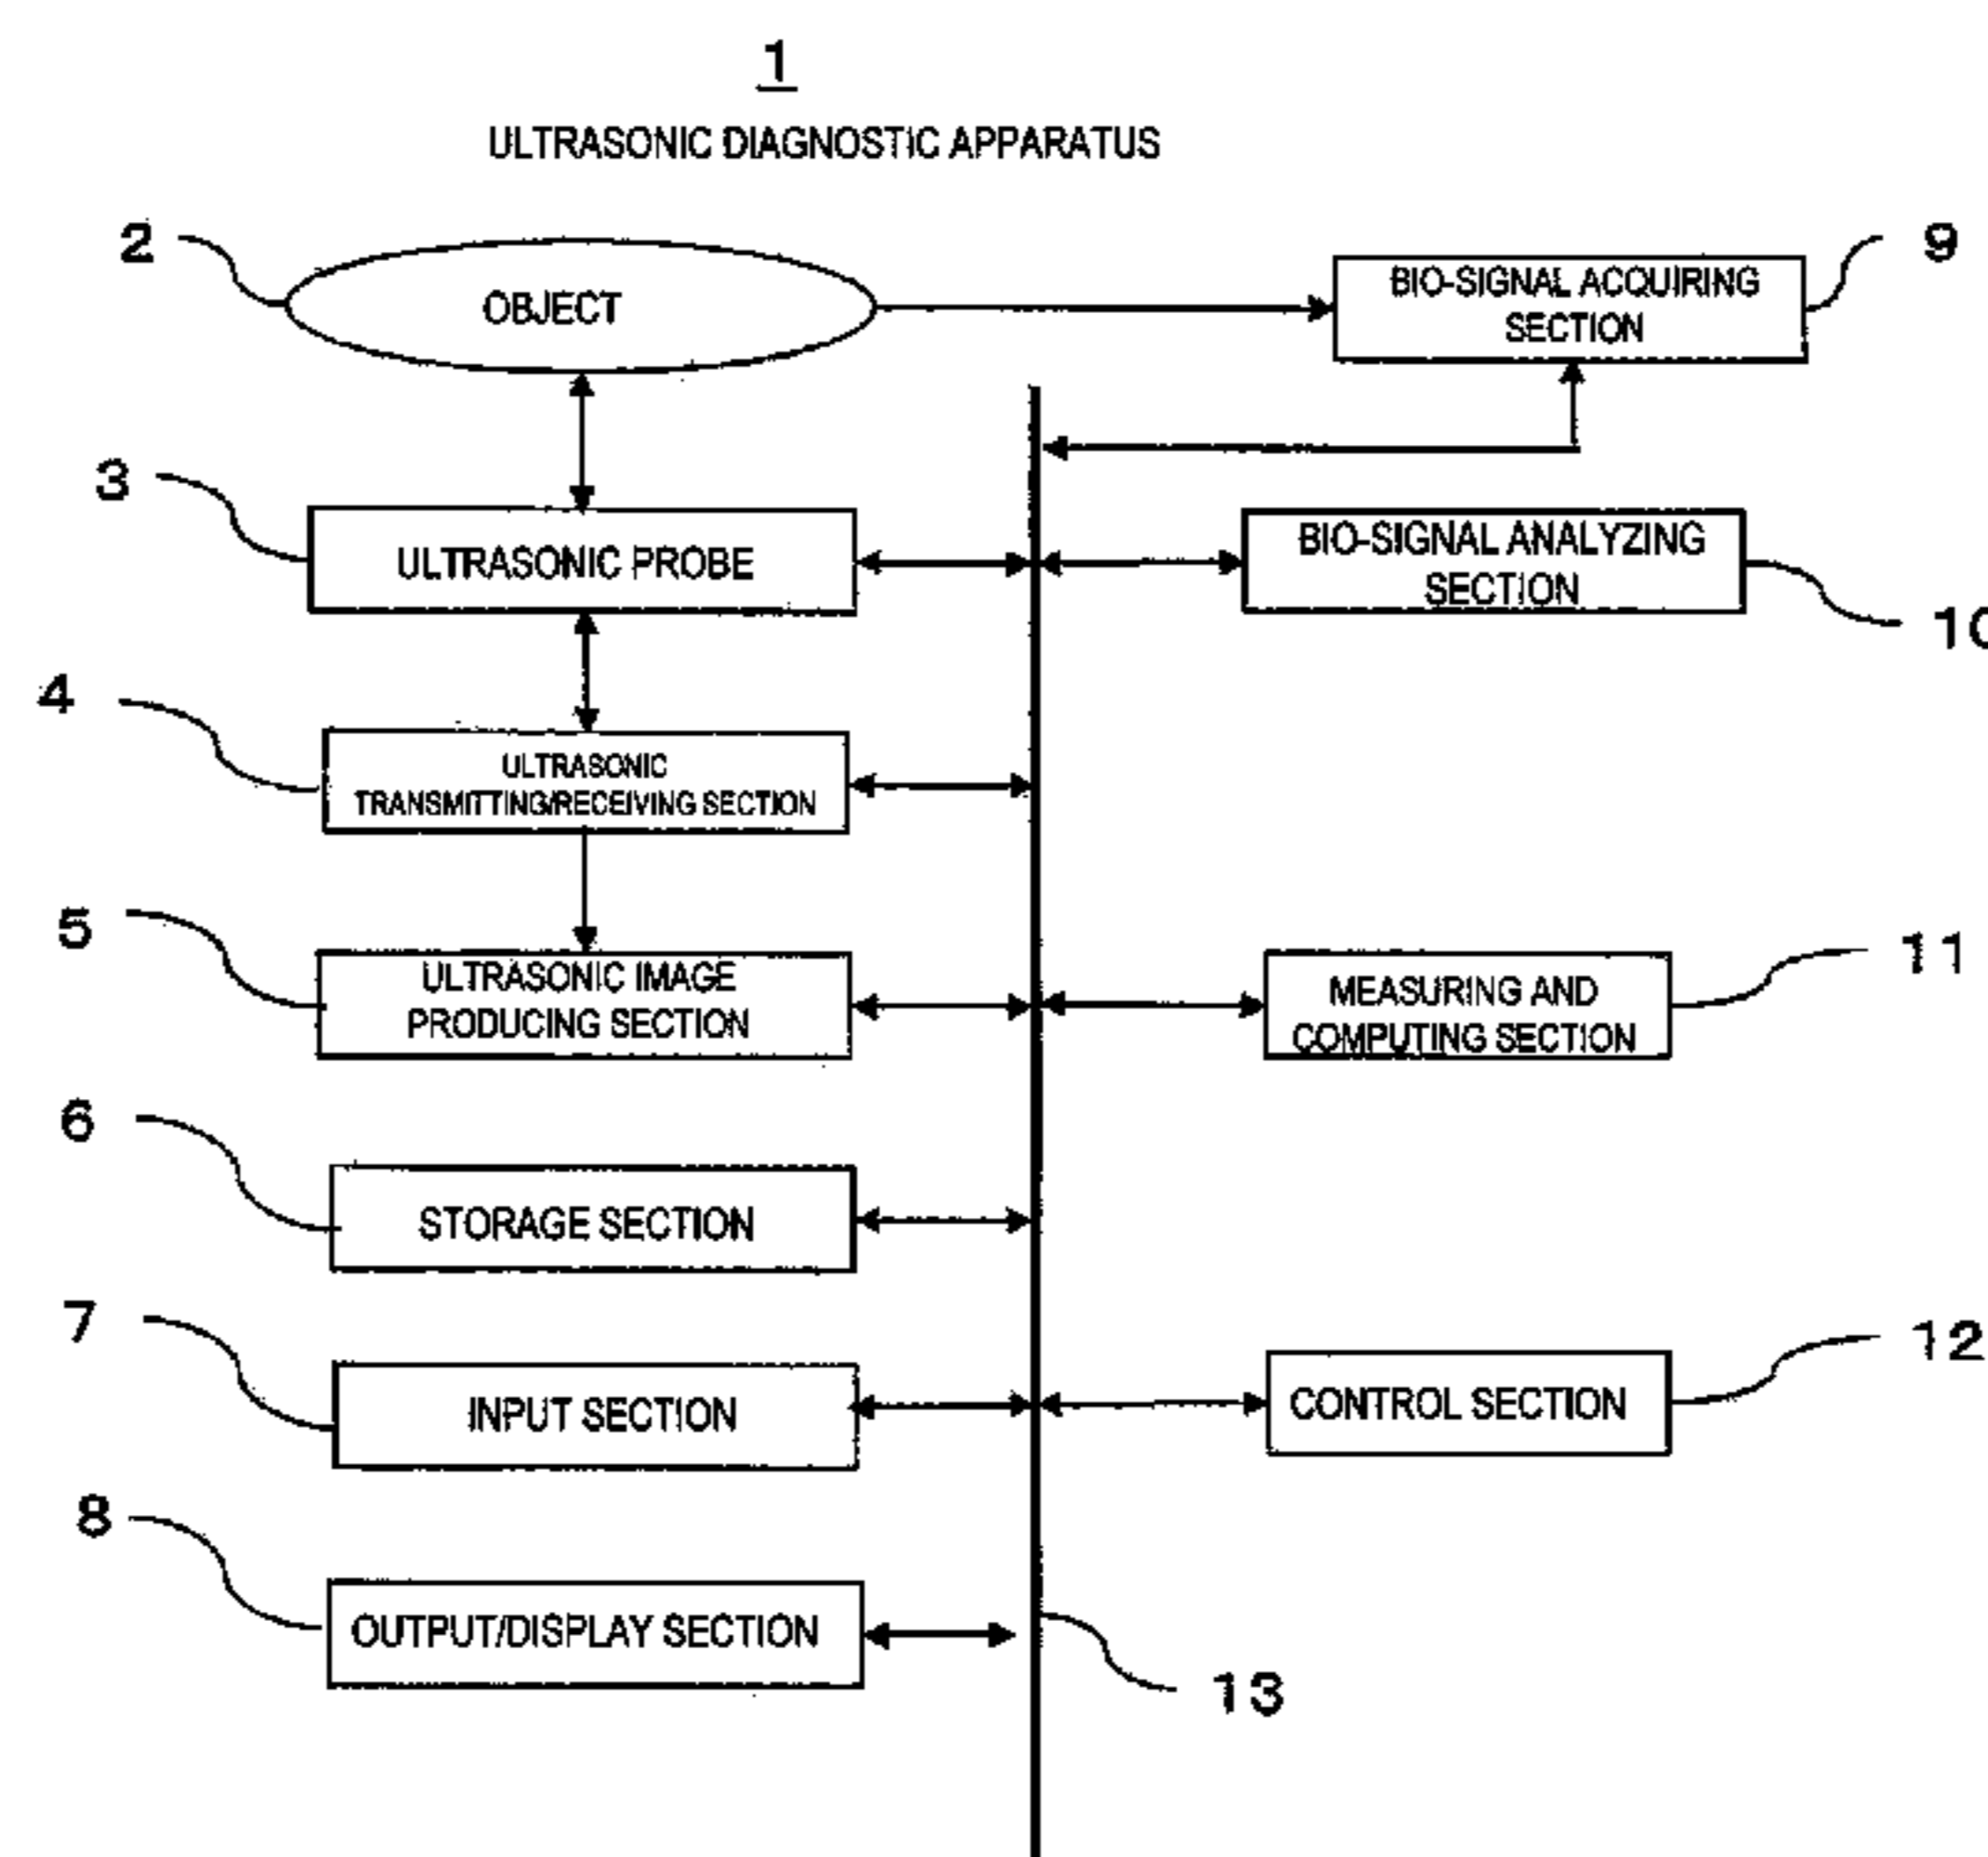 1
ULTRASONIC DIAGNOSTIC APPARATUS
2
OBJECT
9
BIO-SIGNAL ACQUIRING
SECTION
3
ULTRASONIC PROBE
BIO-SIGNAL ANALYZING
SECTION
10
4
ULTRASONIC
TRANSMITTING/RECEIVING SECTION
5
ULTRASONIC IMAGE
PRODUCING SECTION
11
MEASURING AND
COMPUTING SECTION
6
STORAGE SECTION
7
INPUT SECTION
12
CONTROL SECTION
8
OUTPUT/DISPLAY SECTION
13